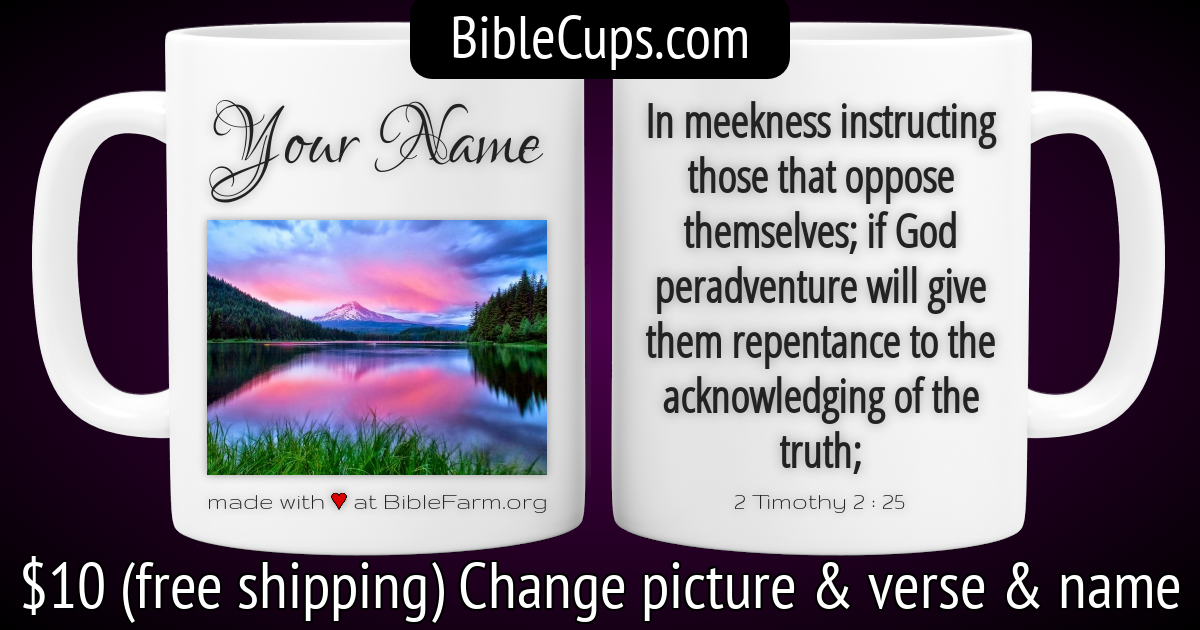 BibleCups.com
Your Name
made with ♥ at BibleFarm.org
In meekness instructing
those that oppose
themselves; if God
peradventure will give
them repentance to the
acknowledging of the
truth;
2 Timothy 2 : 25
$10 (free shipping) Change picture & verse & name